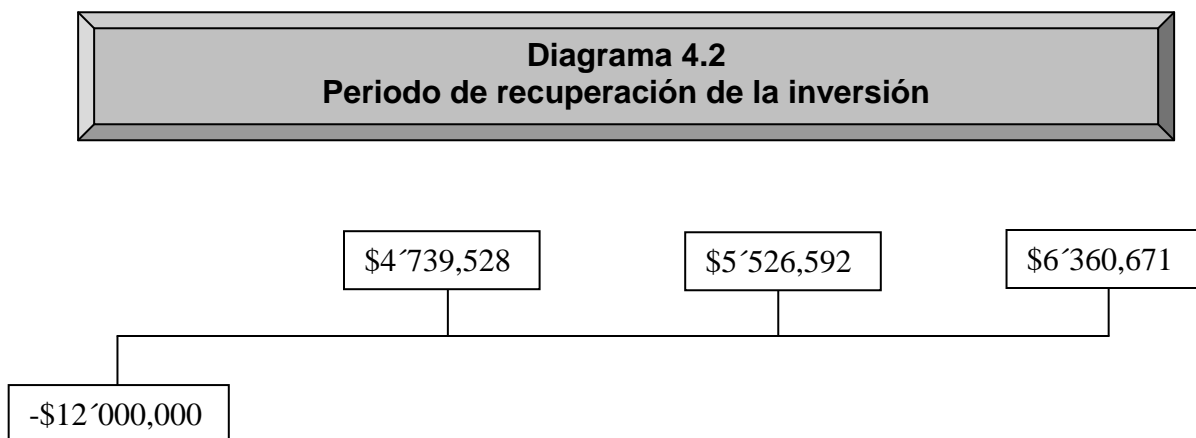 Diagrama 4.2
Periodo de recuperación de la inversión
$4´739,528
$5´526,592
$6´360,671
-$12´000,000